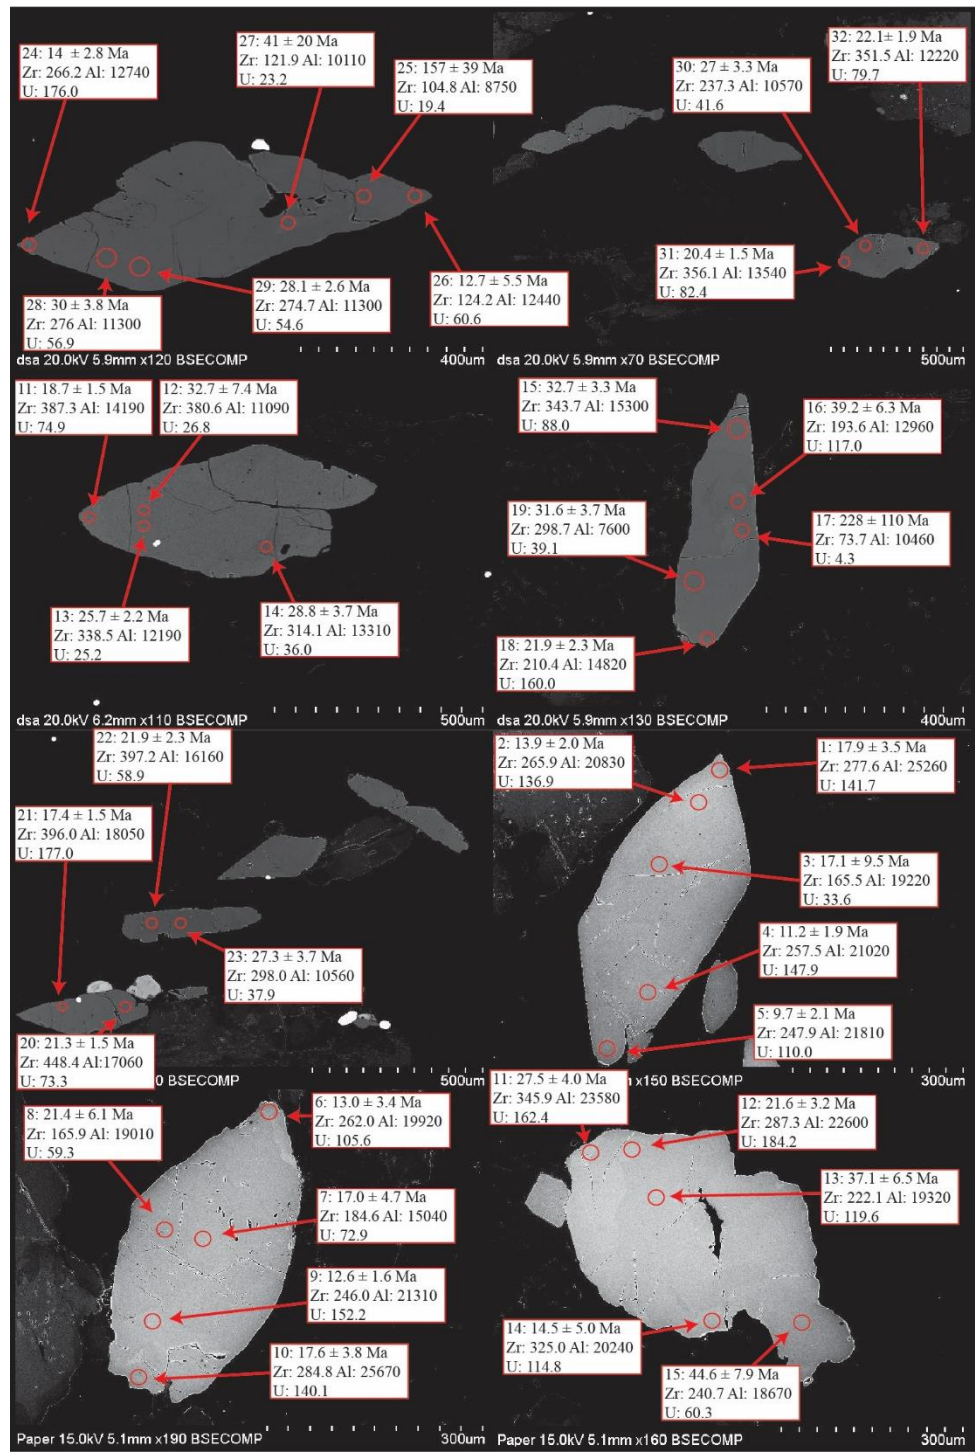 24: 14 ± 2.8 Ma
Zr: 266.2 Al: 12740
U: 176.0
27: 41 ± 20 Ma
Zr: 121.9 Al: 10110
U: 23.2
25: 157 ± 39 Ma
Zr: 104.8 Al: 8750
U: 19.4
28: 30 ± 3.8 Ma
Zr: 276 Al: 11300
U: 56.9
29: 28.1 ± 2.6 Ma
Zr: 274.7 Al: 11300
U: 54.6
26: 12.7 ± 5.5 Ma
Zr: 124.2 Al: 12440
U: 60.6
dsa 20.0kV 5.9mm x120 BSECOMP
400um
30: 27 ± 3.3 Ma
Zr: 237.3 Al: 10570
U: 41.6
32: 22.1 ± 1.9 Ma
Zr: 351.5 Al: 12220
U: 79.7
31: 20.4 ± 1.5 Ma
Zr: 356.1 Al: 13540
U: 82.4
dsa 20.0kV 5.9mm x70 BSECOMP
500um
11: 18.7 ± 1.5 Ma
Zr: 387.3 Al: 14190
U: 74.9
12: 32.7 ± 7.4 Ma
Zr: 380.6 Al: 11090
U: 26.8
13: 25.7 ± 2.2 Ma
Zr: 338.5 Al: 12190
U: 25.2
14: 28.8 ± 3.7 Ma
Zr: 314.1 Al: 13310
U: 36.0
dsa 20.0kV 6.2mm x110 BSECOMP
500um
15: 32.7 ± 3.3 Ma
Zr: 343.7 Al: 15300
U: 88.0
16: 39.2 ± 6.3 Ma
Zr: 193.6 Al: 12960
U: 117.0
19: 31.6 ± 3.7 Ma
Zr: 298.7 Al: 7600
U: 39.1
17: 228 ± 110 Ma
Zr: 73.7 Al: 10460
U: 4.3
18: 21.9 ± 2.3 Ma
Zr: 210.4 Al: 14820
U: 160.0
dsa 20.0kV 5.9mm x130 BSECOMP
400um
22: 21.9 ± 2.3 Ma
Zr: 397.2 Al: 16160
U: 58.9
21: 17.4 ± 1.5 Ma
Zr: 396.0 Al: 18050
U: 177.0
23: 27.3 ± 3.7 Ma
Zr: 298.0 Al: 10560
U: 37.9
20: 21.3 ± 1.5 Ma
Zr: 448.4 Al:17060
U: 73.3
0 BSECOMP
500um
2: 13.9 ± 2.0 Ma
Zr: 265.9 Al: 20830
U: 136.9
1: 17.9 ± 3.5 Ma
Zr: 277.6 Al: 25260
U: 141.7
3: 17.1 ± 9.5 Ma
Zr: 165.5 Al: 19220
U: 33.6
4: 11.2 ± 1.9 Ma
Zr: 257.5 Al: 21020
U: 147.9
5: 9.7 ± 2.1 Ma
Zr: 247.9 Al: 21810
U: 110.0
m x150 BSECOMP
300um
8: 21.4 ± 6.1 Ma
Zr: 165.9 Al: 19010
U: 59.3
6: 13.0 ± 3.4 Ma
Zr: 262.0 Al: 19920
U: 105.6
7: 17.0 ± 4.7 Ma
Zr: 184.6 Al: 15040
U: 72.9
9: 12.6 ± 1.6 Ma
Zr: 246.0 Al: 21310
U: 152.2
10: 17.6 ± 3.8 Ma
Zr: 284.8 Al: 25670
U: 140.1
Paper 15.0kV 5.1mm x190 BSECOMP
300um
11: 27.5 ± 4.0 Ma
Zr: 345.9 Al: 23580
U: 162.4
12: 21.6 ± 3.2 Ma
Zr: 287.3 Al: 22600
U: 184.2
13: 37.1 ± 6.5 Ma
Zr: 222.1 Al: 19320
U: 119.6
14: 14.5 ± 5.0 Ma
Zr: 325.0 Al: 20240
U: 114.8
15: 44.6 ± 7.9 Ma
Zr: 240.7 Al: 18670
U: 60.3
Paper 15.0kV 5.1mm x160 BSECOMP
300um